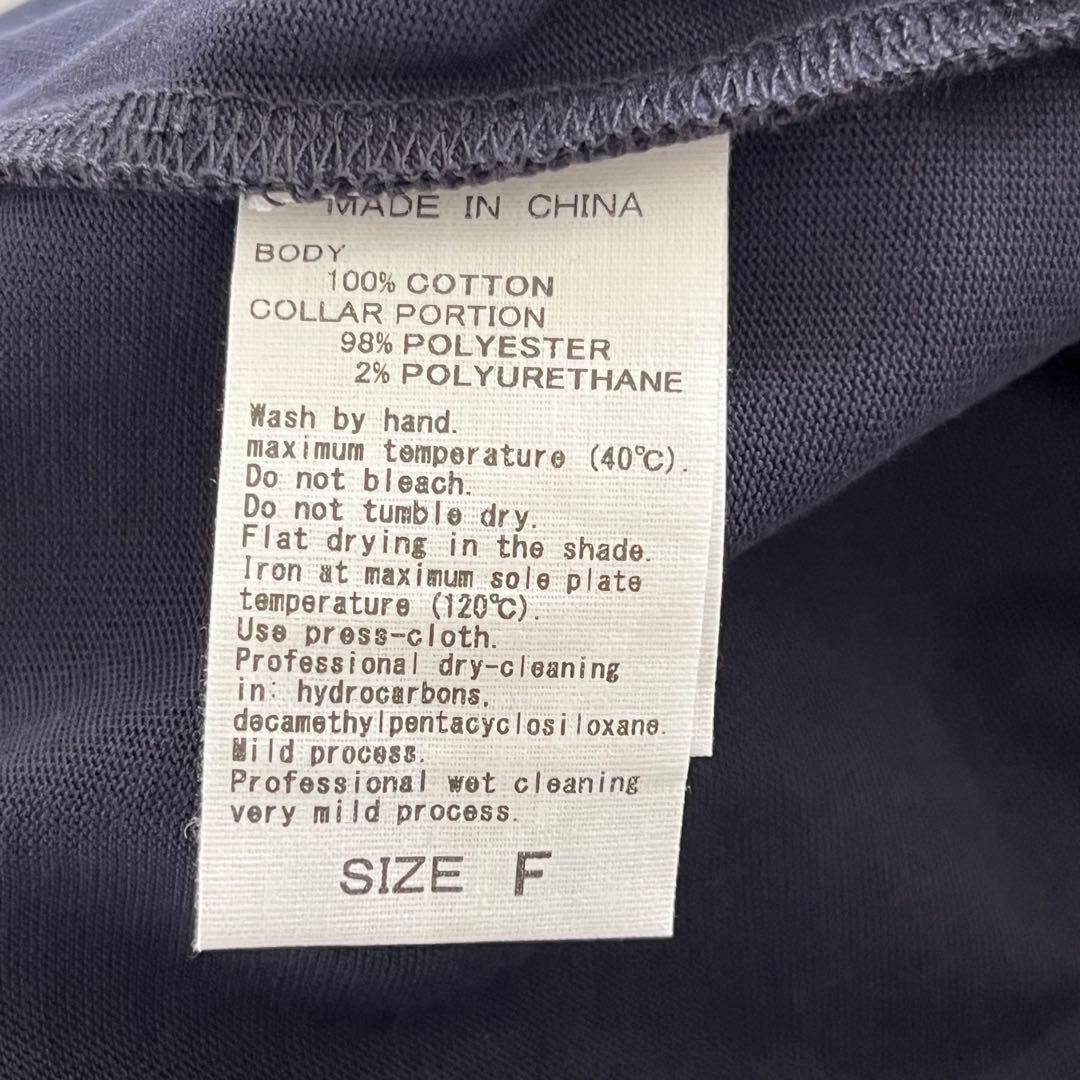 MADE IN CHINA
BODY
100% COTTON
COLLAR PORTION
98% POLYESTER
2% POLYURETHANE
Wash by hand.
maximum temperature (40℃).
Do not bleach.
Do not tumble dry.
Flat drying in the shade.
Iron at maximum sole plate
temperature (120℃).
Use press-cloth.
Professional dry-cleaning
in: hydrocarbons,
decamethylpentacyclosiloxane.
Mild process.
Professional wet cleaning
very mild process.
SIZE F